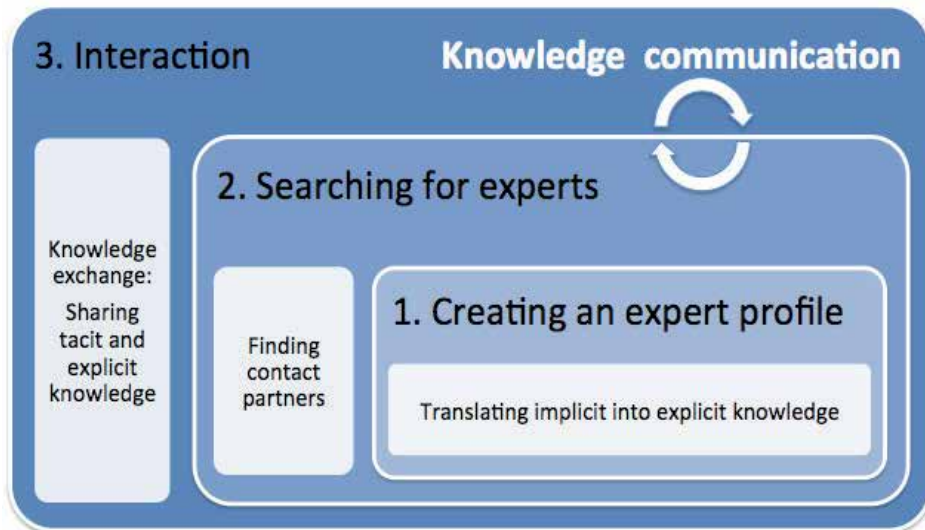 3. Interaction
Knowledge communication
2. Searching for experts
Knowledge
exchange:
Sharing
tacit and
explicit
knowledge
Finding
contact
partners
1. Creating an expert profile
Translating implicit into explicit knowledge